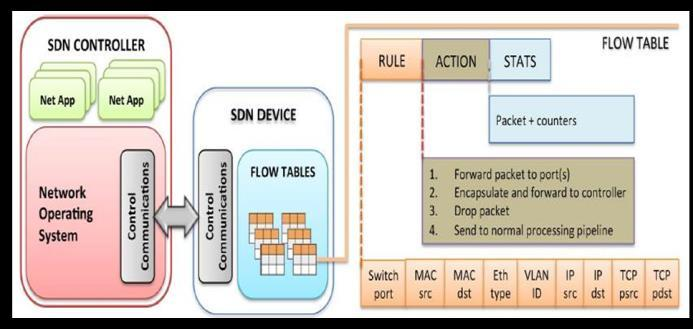 SDN CONTROLLER
Net App
Net App
Network
Operating
System
Control
Communications
SDN DEVICE
Control
Communications
FLOW TABLES
FLOW TABLE
RULE
ACTION
STATS
Packet + counters
1. Forward packet to port(s)
2. Encapsulate and forward to controller
3. Drop packet
4. Send to normal processing pipeline
Switch port
MAC src
MAC dst
Eth type
VLAN ID
IP src
IP dst
TCP psrc
TCP pdst